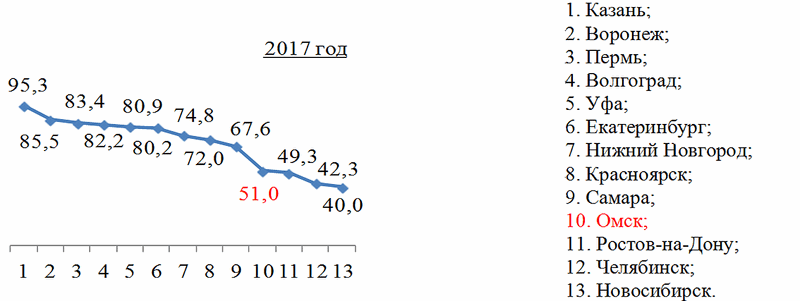 2017 год
95,3
83,4
80,9
74,8
67,6
49,3
42,3
85,5
82,2
80,2
72,0
51,0
40,0
1 2 3 4 5 6 7 8 9 10 11 12 13
1. Казань;
2. Воронеж;
3. Пермь;
4. Волгоград;
5. Уфа;
6. Екатеринбург;
7. Нижний Новгород;
8. Красноярск;
9. Самара;
10. Омск;
11. Ростов-на-Дону;
12. Челябинск;
13. Новосибирск.